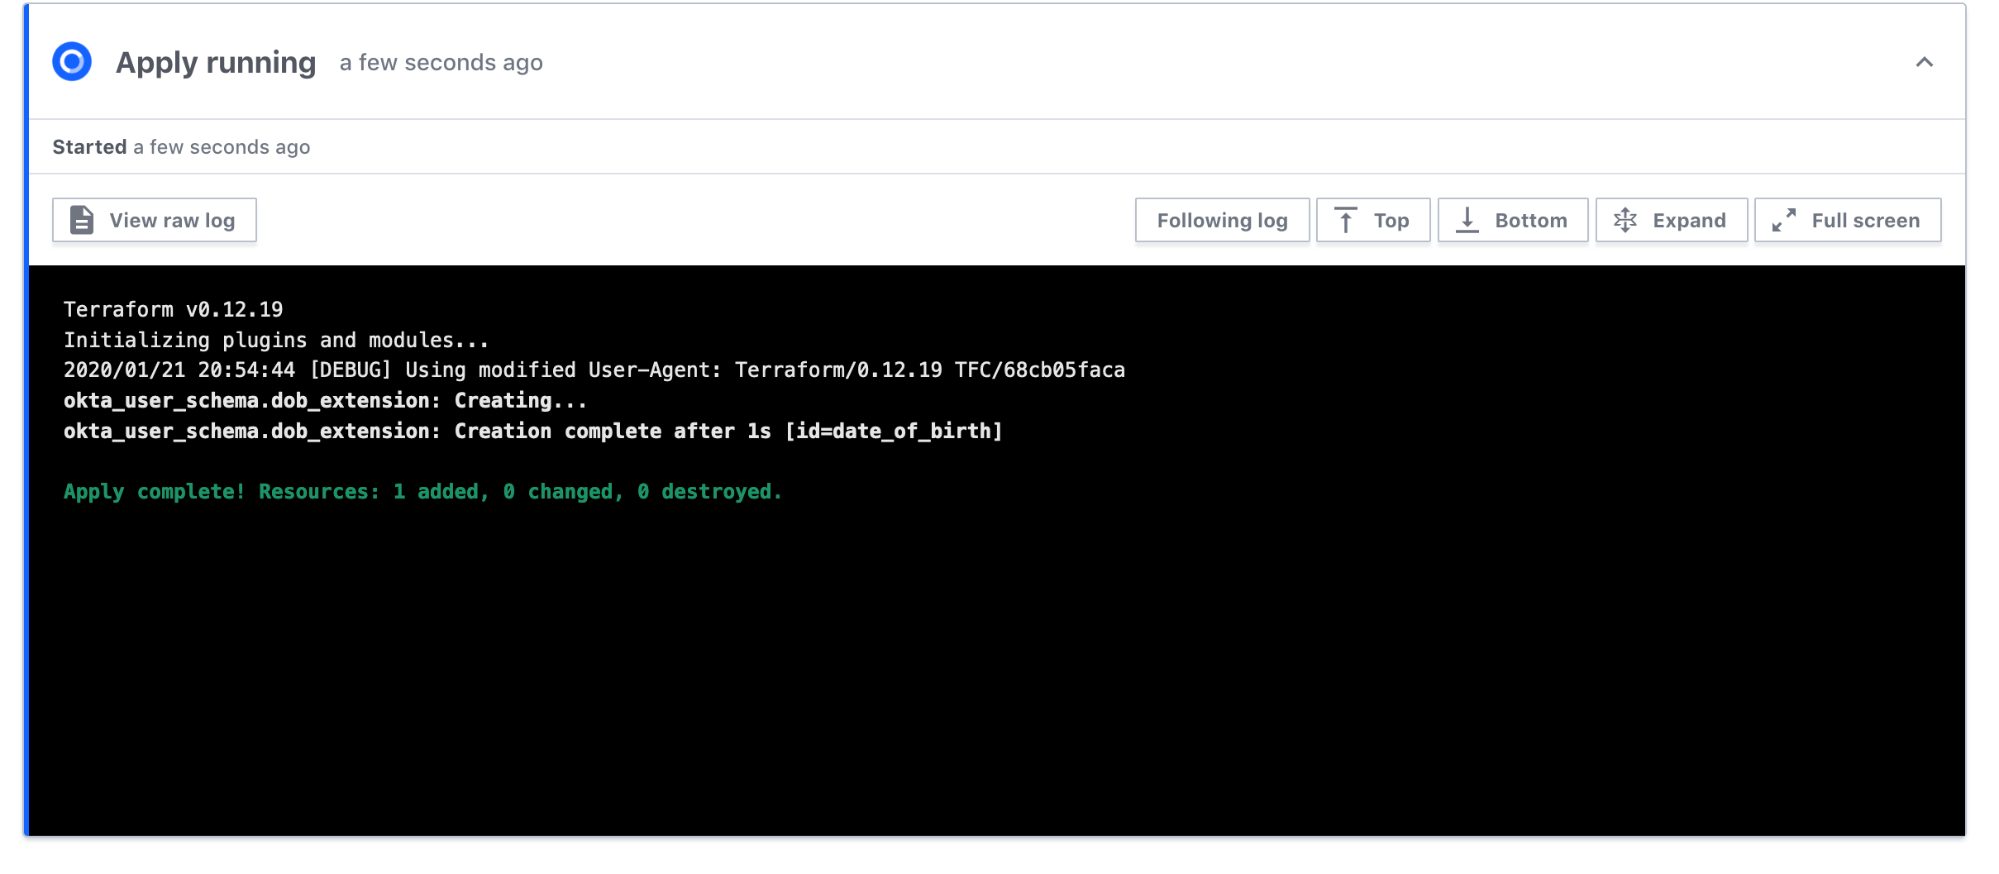 Apply running a few seconds ago
Started a few seconds ago
View raw log Following log Top Bottom Expand Full screen
Terraform v0.12.19
Initializing plugins and modules...
2020/01/21 20:54:44 [DEBUG] Using modified User-Agent: Terraform/0.12.19 TFC/68cb05faca
okta_user_schema.dob_extension: Creating...
okta_user_schema.dob_extension: Creation complete after 1s [id=date_of_birth]
Apply complete! Resources: 1 added, 0 changed, 0 destroyed.